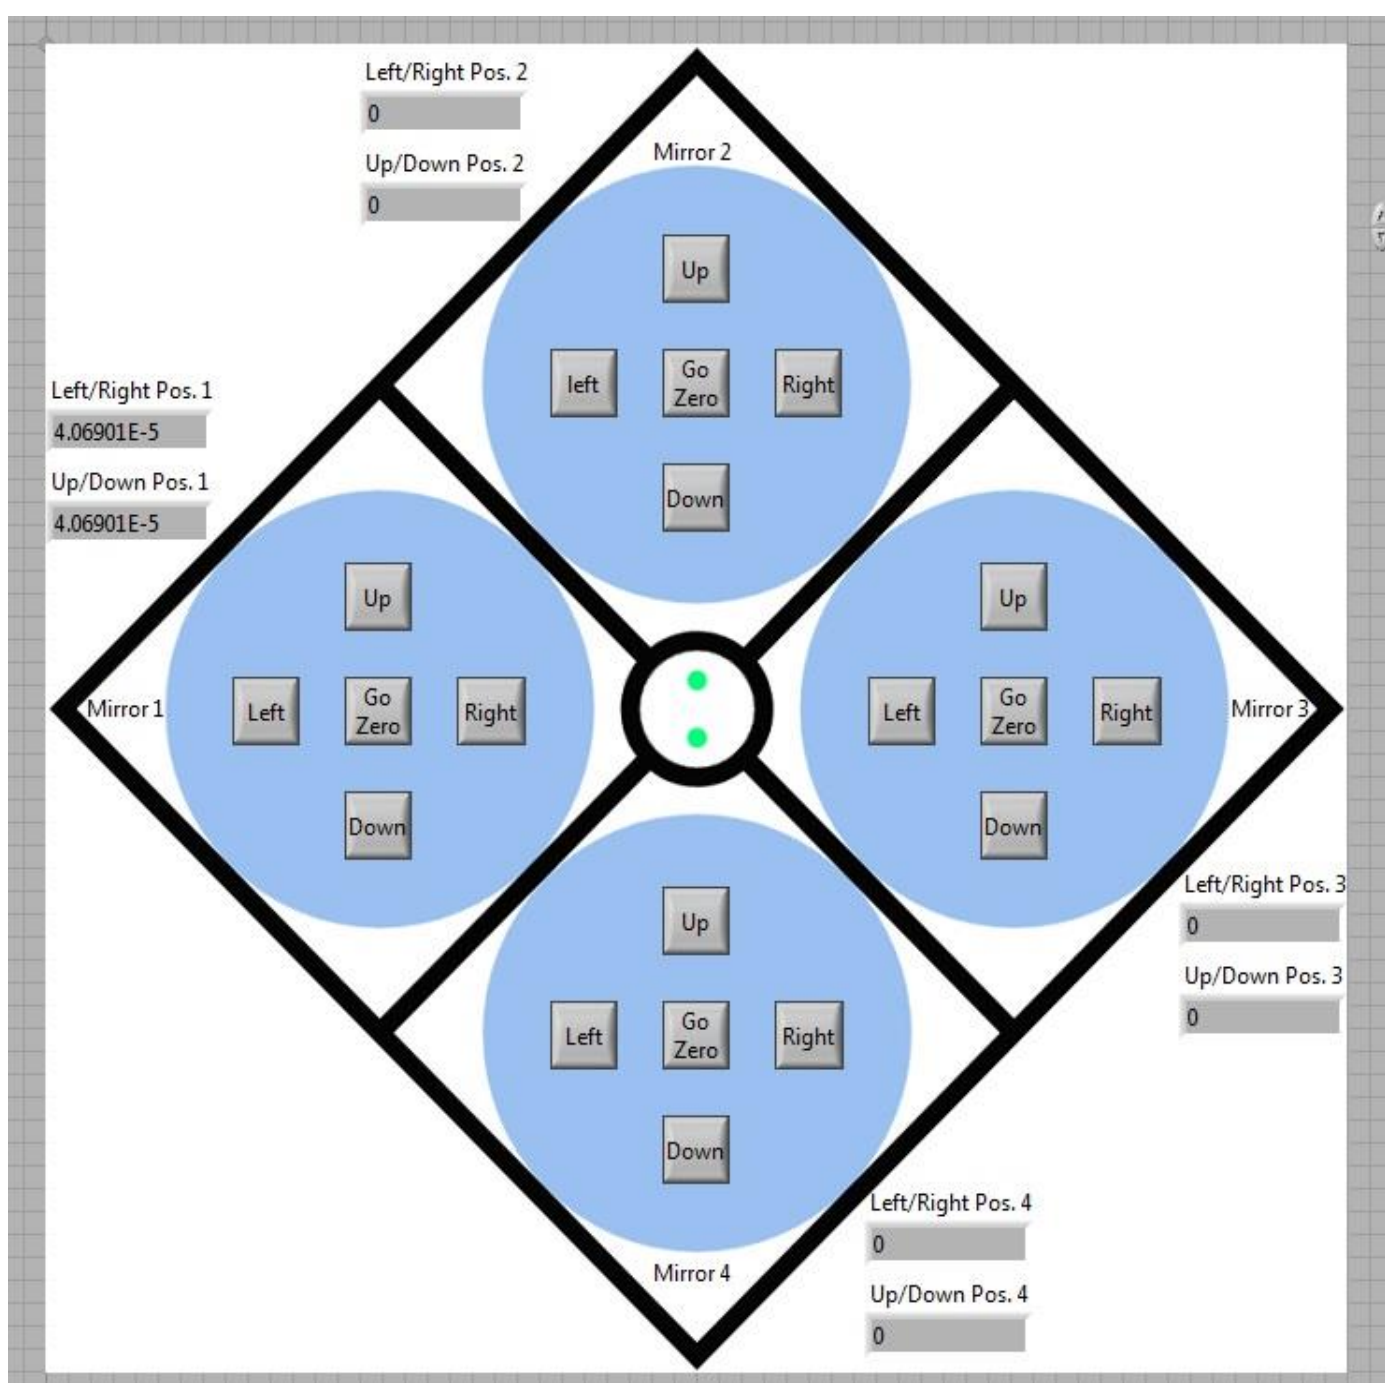 Left/Right Pos. 2
0
Up/Down Pos. 2
0
Mirror 2
Up
left
Go
Zero
Right
Down
Left/Right Pos. 1
4.06901E-5
Up/Down Pos. 1
4.06901E-5
Mirror 1
Up
Left
Go
Zero
Right
Down
Up
Left
Go
Zero
Right
Down
Mirror 3
Left/Right Pos. 3
0
Up/Down Pos. 3
0
Up
Left
Go
Zero
Right
Down
Mirror 4
Left/Right Pos. 4
0
Up/Down Pos. 4
0